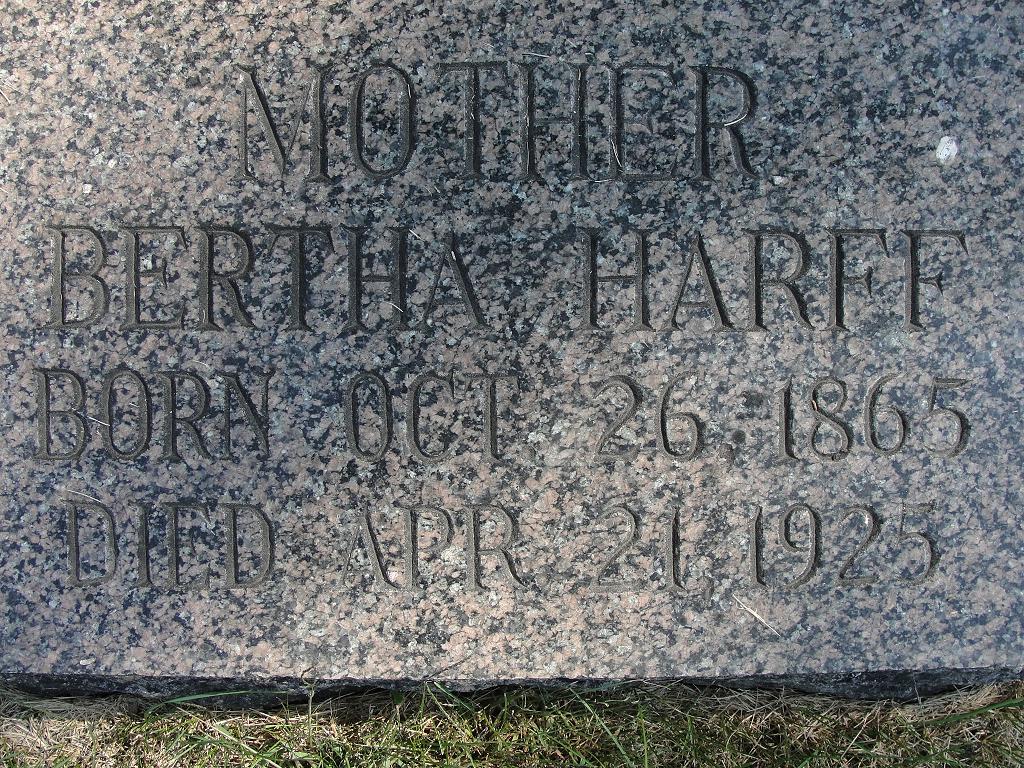 MOTHER
BERTHA HARFF
BORN OCT. 26, 1865
DIED APR. 21, 1925